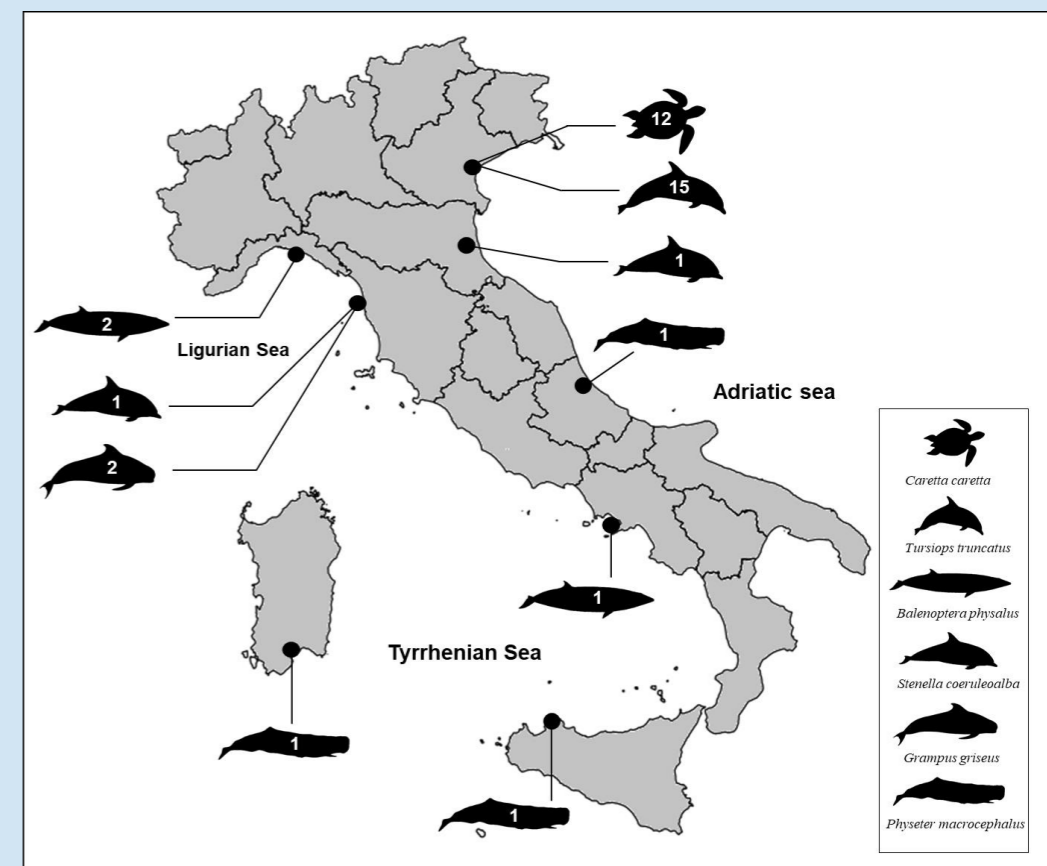 12
15
1
1
2
Ligurian Sea
1
2
Adriatic sea
1
Tyrrhenian Sea
1
1
Caretta caretta
Tursiops truncatus
Balenoptera physalus
Stenella coeruleoalba
Grampus griseus
Physeter macrocephalus